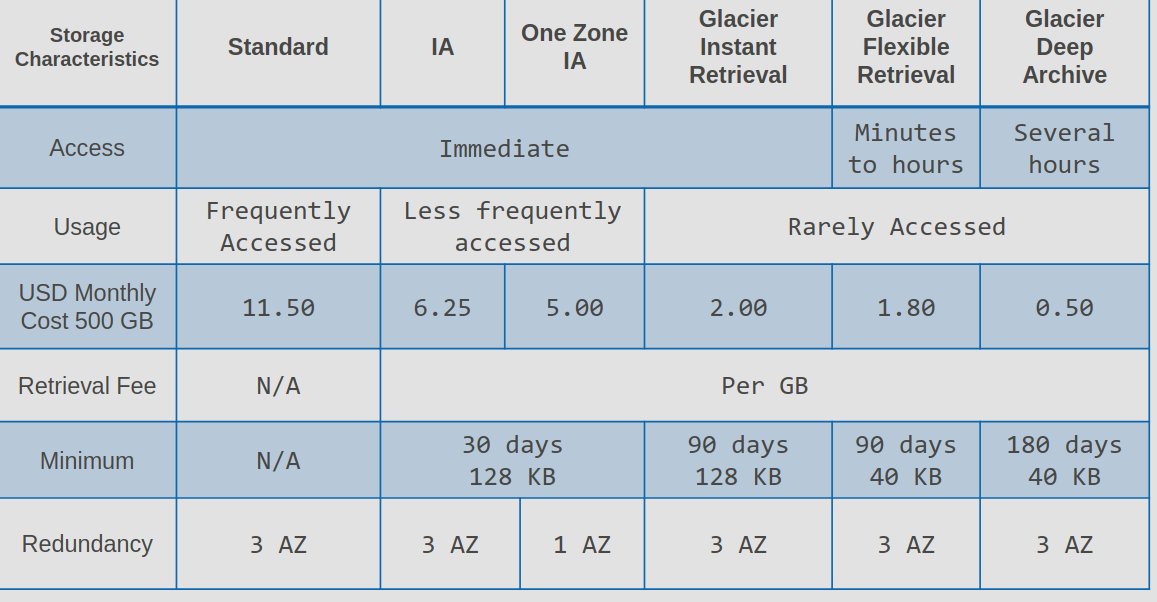 Storage Characteristics
Standard
IA
One Zone IA
Glacier Instant Retrieval
Glacier Flexible Retrieval
Glacier Deep Archive
Access
Immediate
Minutes to hours
Several hours
Usage
Frequently Accessed
Less frequently accessed
Rarely Accessed
USD Monthly Cost 500 GB
11.50
6.25
5.00
2.00
1.80
0.50
Retrieval Fee
N/A
Per GB
Minimum
N/A
30 days
128 KB
90 days
128 KB
90 days
40 KB
180 days
40 KB
Redundancy
3 AZ
3 AZ
1 AZ
3 AZ
3 AZ
3 AZ